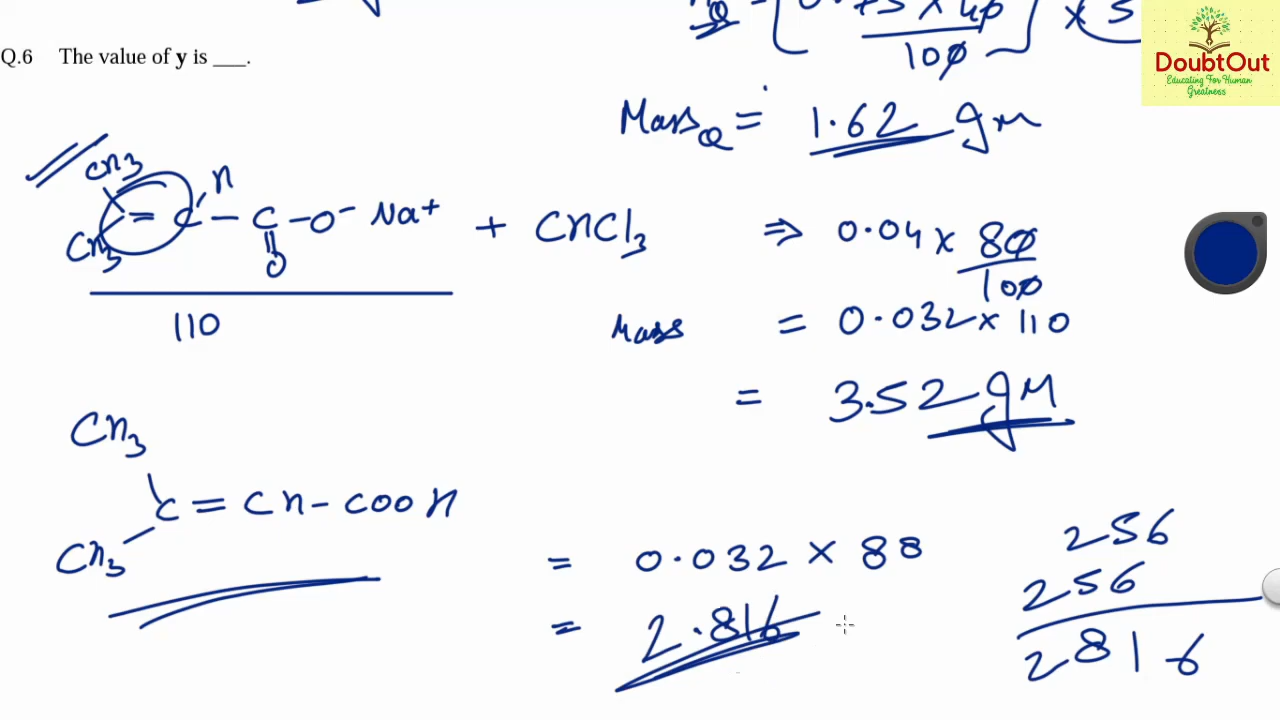 Q.6 The value of y is ___.
DoubtOut
Educating For Human
Greatness
100
Mass Q = 1.62 gm
CH3
H
CH3 = C - C - O- Na+ + CHCl3 ⇒ 0.04 × 80
O
100
110
Mass = 0.032 × 110
= 3.52 gM
CH3
C = CH - COOH
CH3
= 0.032 × 88
= 2.816
256
256
2816